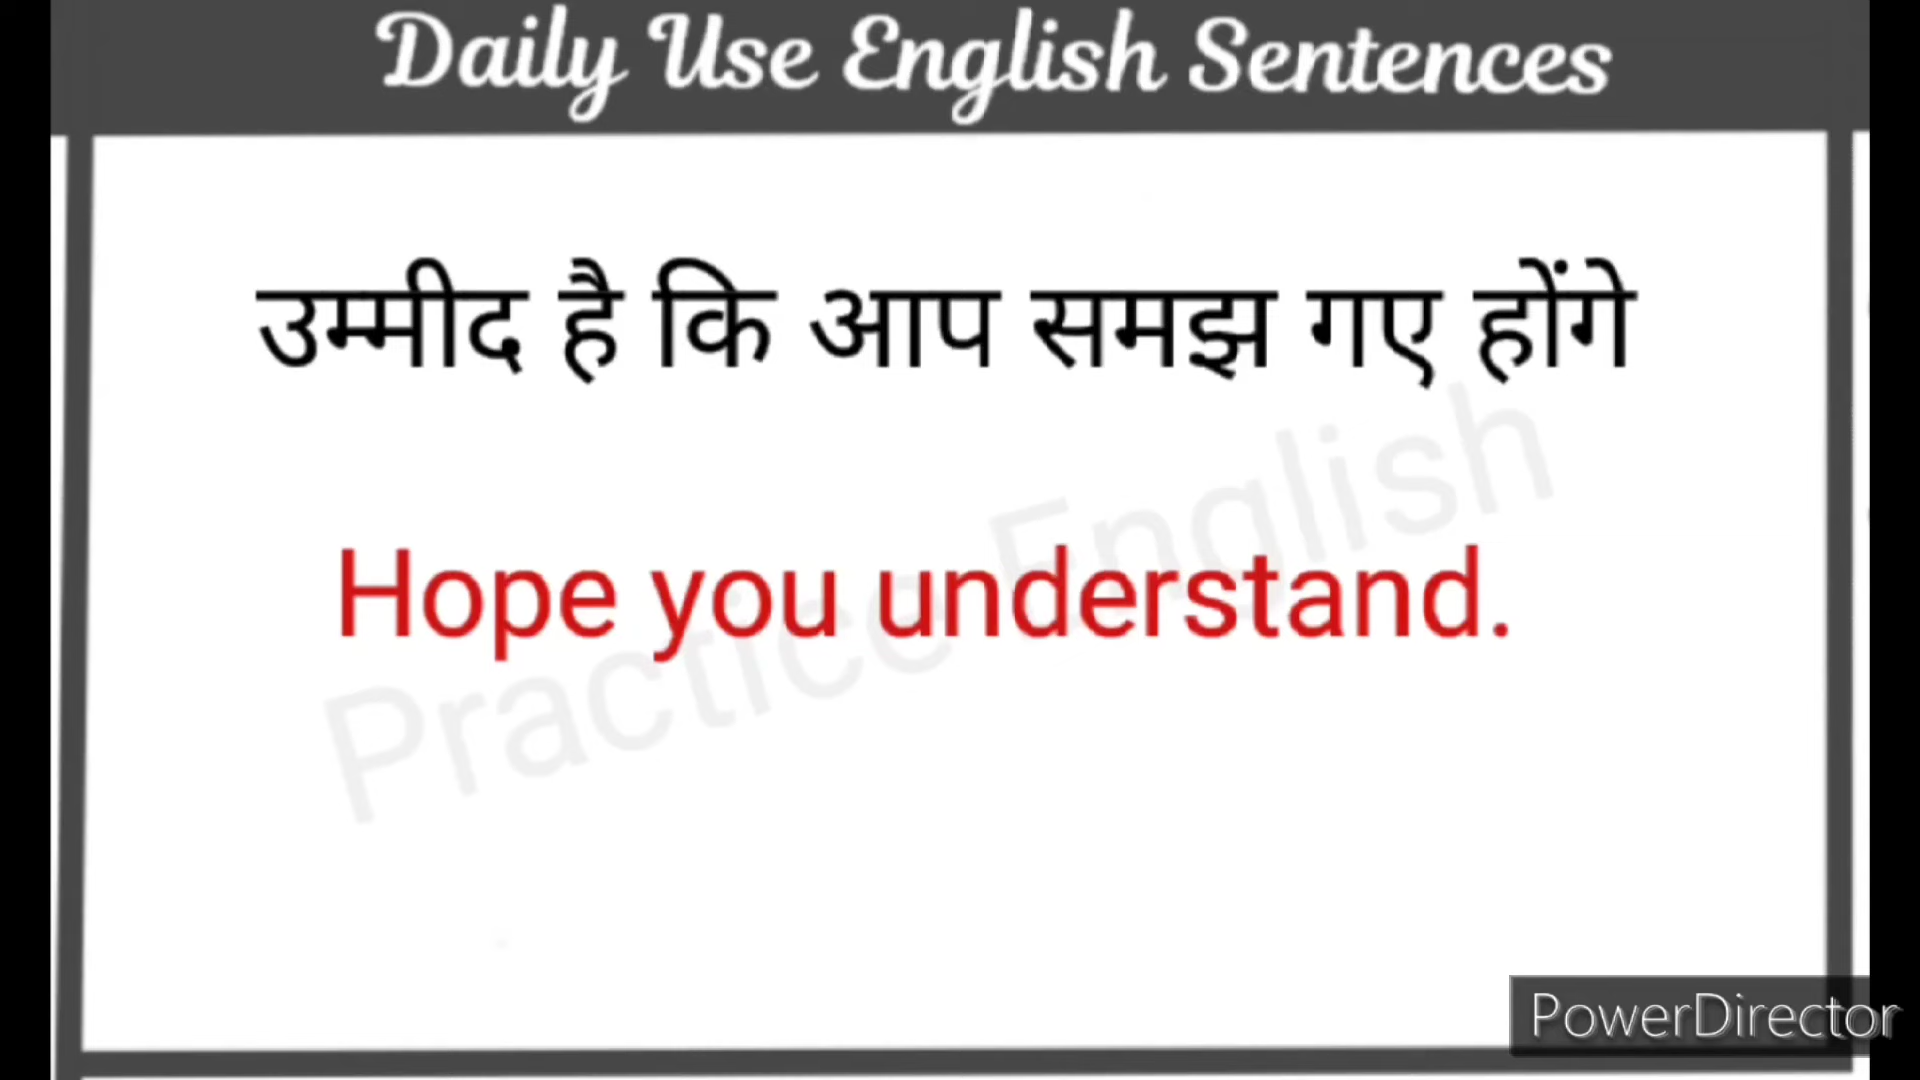 Daily Use English Sentences
उम्मीद है कि आप समझ गए होंगे
Hope you understand.
Practice English
PowerDirector